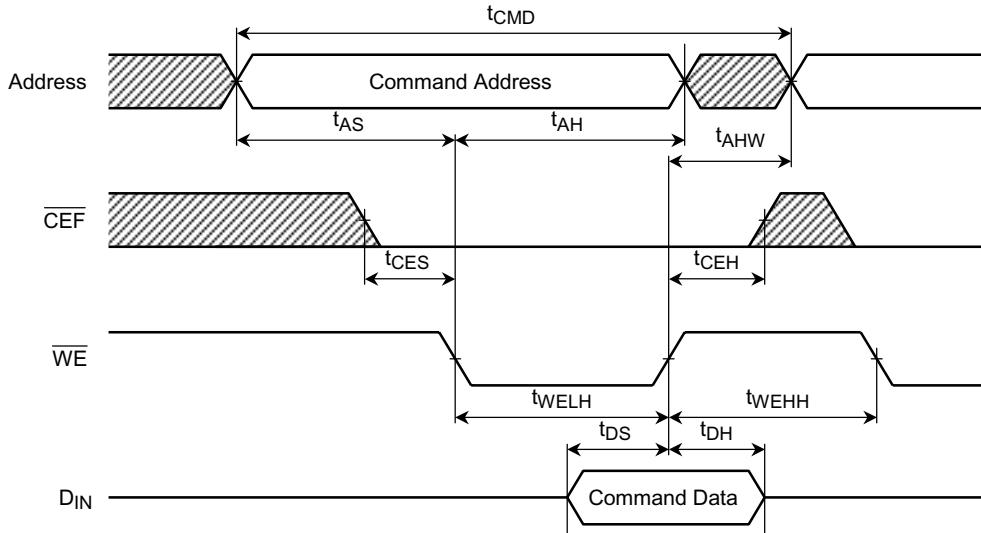 tCMD
Address
Command Address
tAS
tAH
tAHW
CEF
tCES
tCEH
WE
tWELH
tWEHH
tDS
tDH
DIN
Command Data